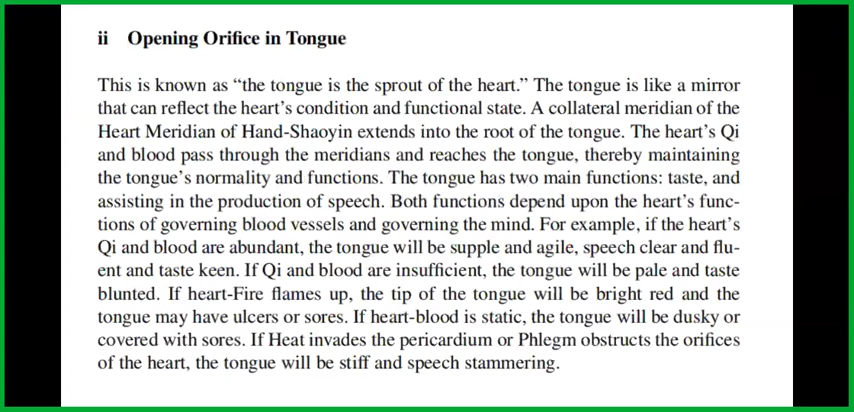 ii Opening Orifice in Tongue
This is known as “the tongue is the sprout of the heart.” The tongue is like a mirror
that can reflect the heart’s condition and functional state. A collateral meridian of the
Heart Meridian of Hand-Shaoyin extends into the root of the tongue. The heart’s Qi
and blood pass through the meridians and reaches the tongue, thereby maintaining
the tongue’s normality and functions. The tongue has two main functions: taste, and
assisting in the production of speech. Both functions depend upon the heart’s func-
tions of governing blood vessels and governing the mind. For example, if the heart’s
Qi and blood are abundant, the tongue will be supple and agile, speech clear and flu-
ent and taste keen. If Qi and blood are insufficient, the tongue will be pale and taste
blunted. If heart-Fire flames up, the tip of the tongue will be bright red and the
tongue may have ulcers or sores. If heart-blood is static, the tongue will be dusky or
covered with sores. If Heat invades the pericardium or Phlegm obstructs the orifices
of the heart, the tongue will be stiff and speech stammering.